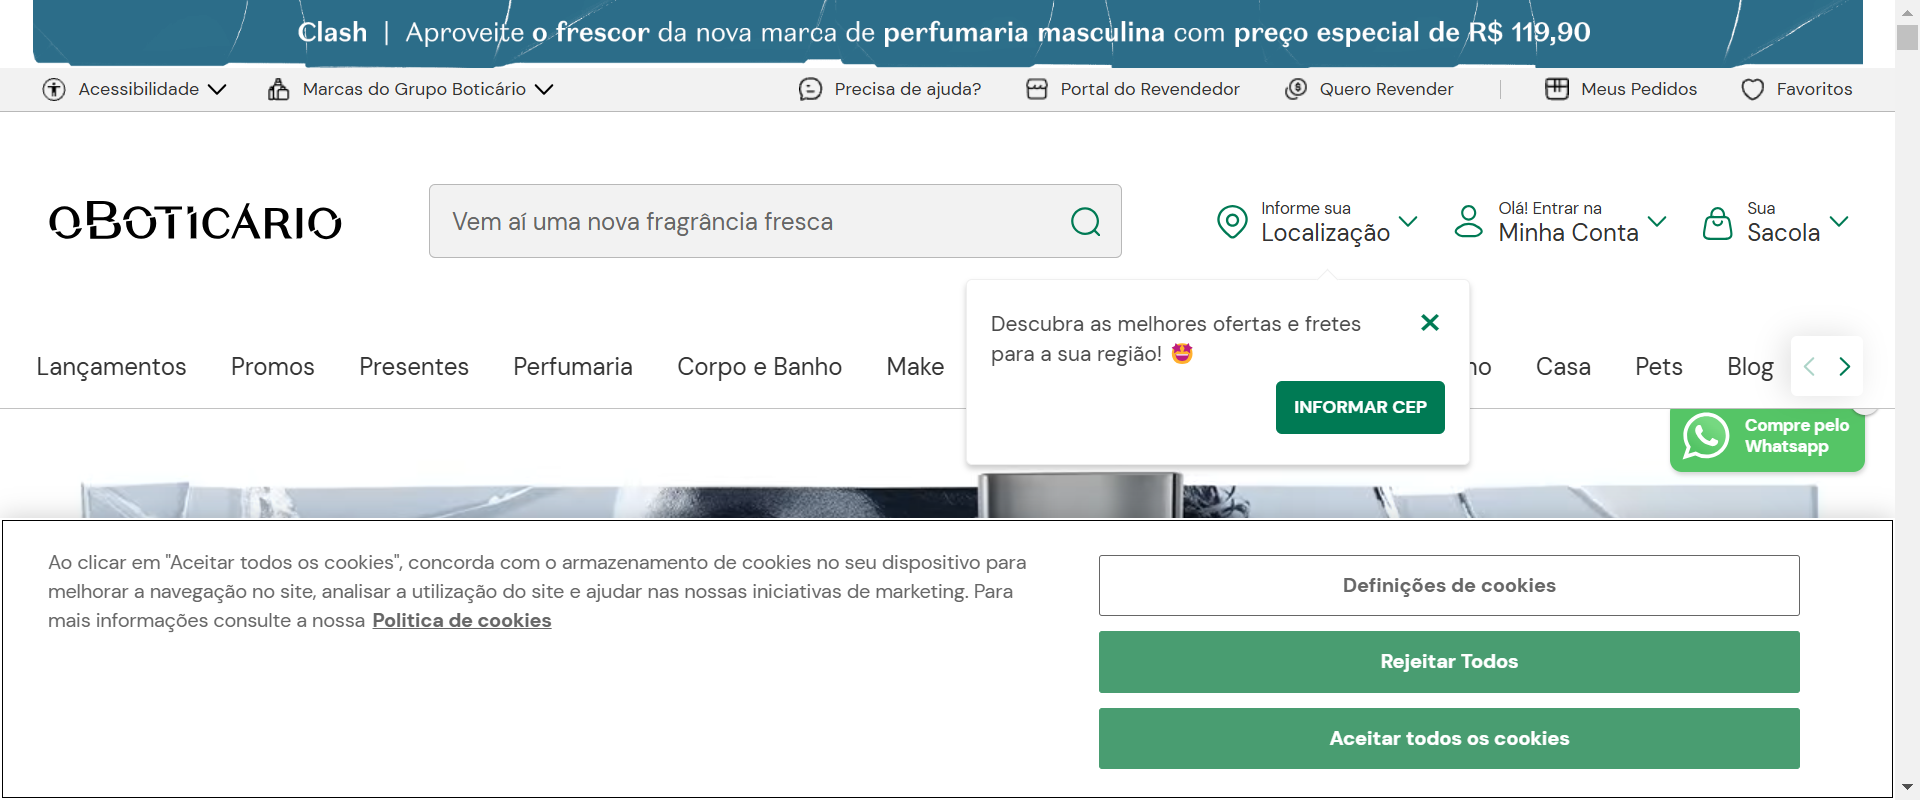 Clash | Aproveite o frescor da nova marca de perfumaria masculina com preço especial de R$ 119,90
Acessibilidade
Marcas do Grupo Boticário
Precisa de ajuda?
Portal do Revendedor
Quero Revender
Meus Pedidos
Favoritos
oBOTICÁRIO
Vem aí uma nova fragrância fresca
Informe sua
Localização
Olá! Entrar na
Minha Conta
Sua
Sacola
Descubra as melhores ofertas e fretes
para a sua região! 🤩
INFORMAR CEP
Lançamentos
Promos
Presentes
Perfumaria
Corpo e Banho
Make
Casa
Pets
Blog
Compre pelo
Whatsapp
Ao clicar em "Aceitar todos os cookies", concorda com o armazenamento de cookies no seu dispositivo para
melhorar a navegação no site, analisar a utilização do site e ajudar nas nossas iniciativas de marketing. Para
mais informações consulte a nossa Politica de cookies
Definições de cookies
Rejeitar Todos
Aceitar todos os cookies